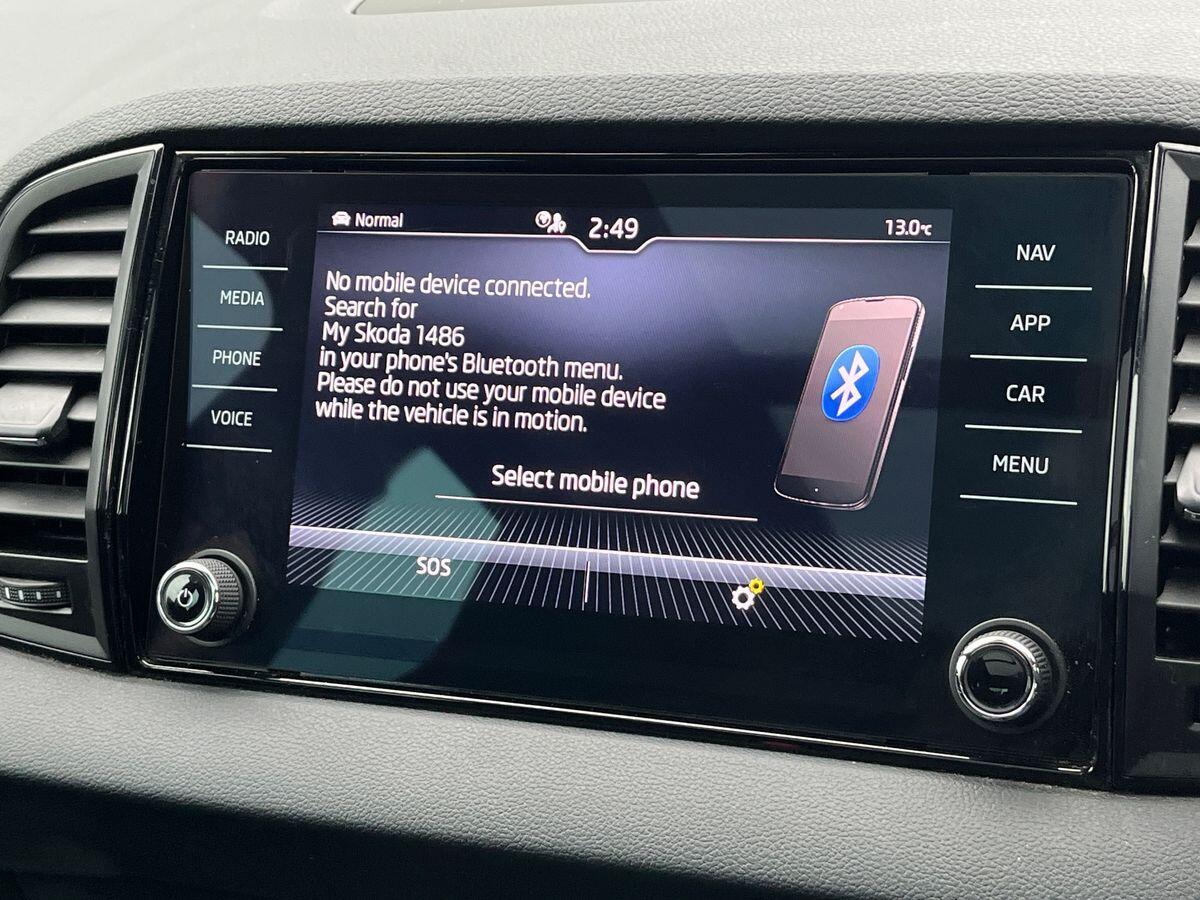 Normal
2:49
13.0°C
RADIO
MEDIA
PHONE
VOICE
No mobile device connected.
Search for
My Skoda 1486
in your phone's Bluetooth menu.
Please do not use your mobile device
while the vehicle is in motion.
Select mobile phone
SOS
NAV
APP
CAR
MENU